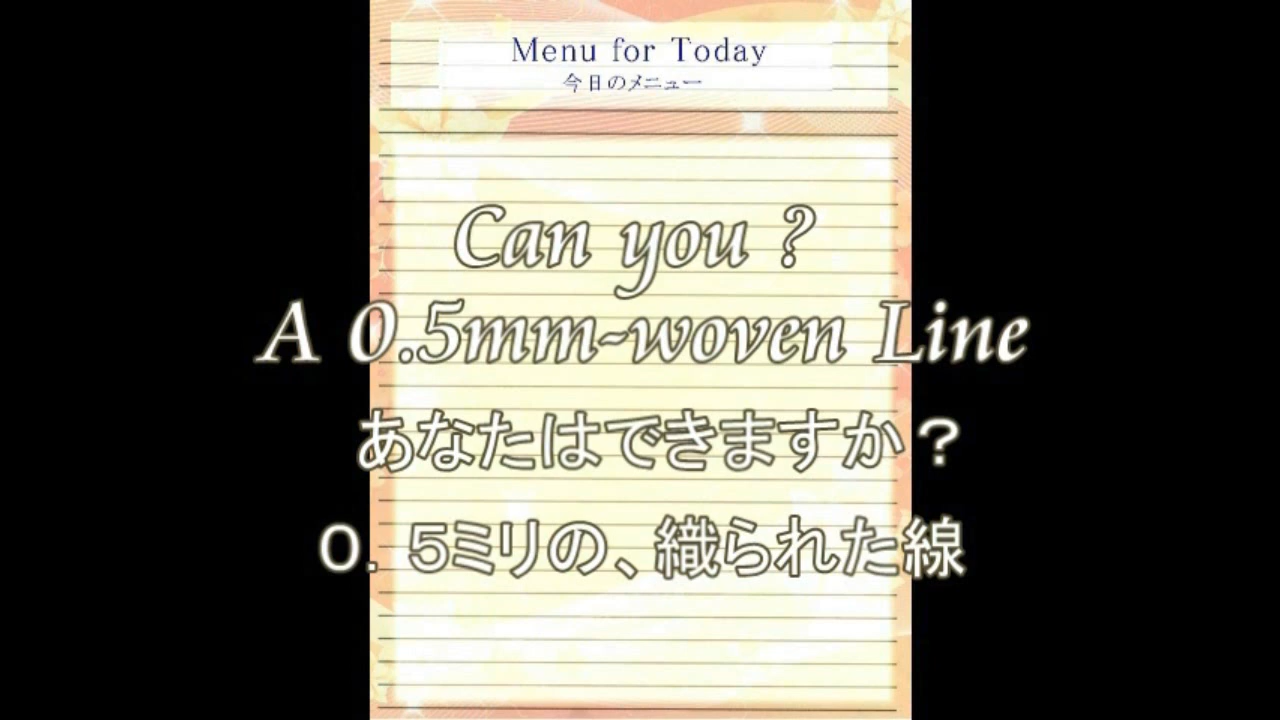 Menu for Today
今日のメニュー
Can you ?
A 0.5mm-woven Line
あなたはできますか？
０．５ミリの、織られた線